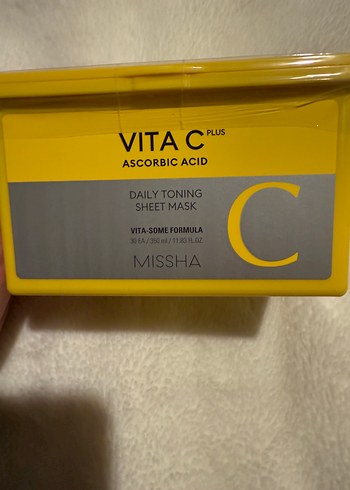 VITA C PLUS
ASCORBIC ACID
DAILY TONING
SHEET MASK
VITA-SOME FORMULA
30 EA / 350 ml / 11.83 FL.OZ
MISSHA
C